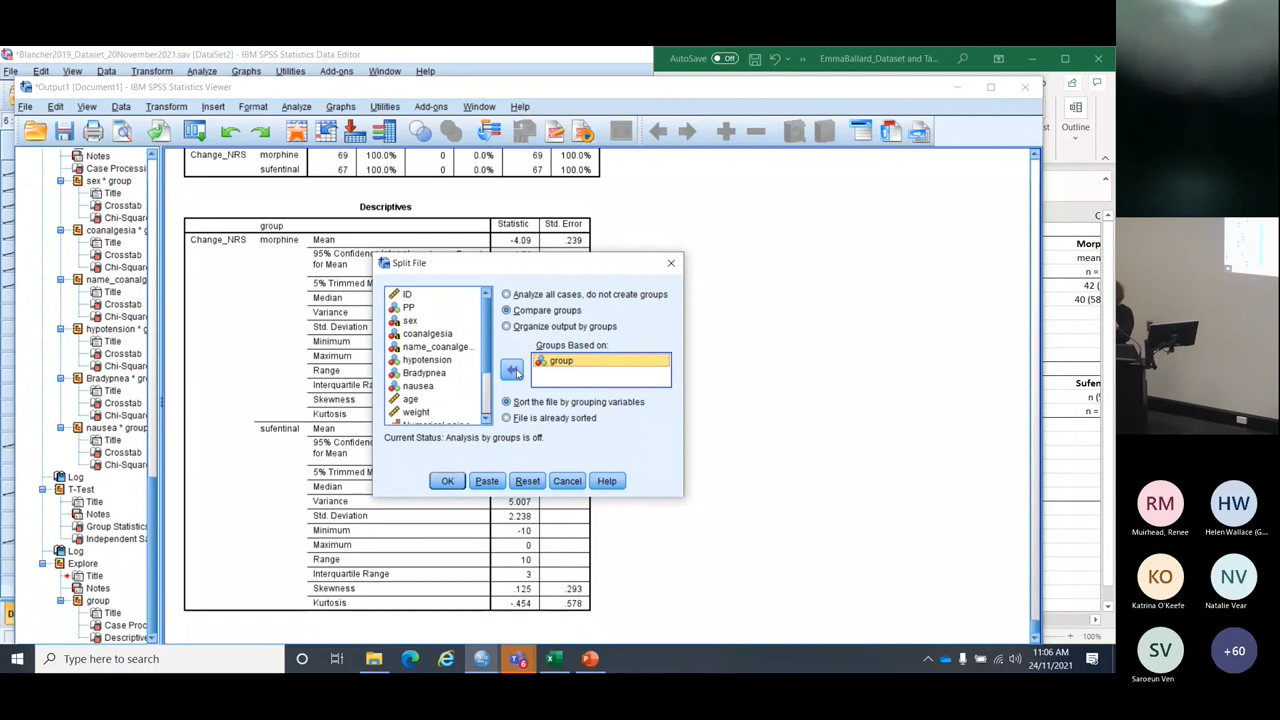 *Blancher2019_Dataset_20November2021.sav [DataSet2] - IBM SPSS Statistics Data Editor
File Edit View Data Transform Analyze Graphs Utilities Add-ons Window Help
AutoSave Off EmmaBallard_Dataset and Ta...
*Output1 [Document1] - IBM SPSS Statistics Viewer
File Edit View Data Transform Insert Format Analyze Graphs Utilities Add-ons Window Help
Outline
Notes
Case Processi
sex * group
Title
Crosstab
Chi-Squar
coanalgesia * g
Title
Crosstab
Chi-Squar
name_coanalge
Title
Crosstab
Chi-Squar
hypotension * g
Title
Crosstab
Chi-Squar
Bradypnea * gr
Title
Crosstab
Chi-Squar
nausea * group
Title
Crosstab
Chi-Squar
Log
T-Test
Title
Notes
Group Statistics
Independent Sa
Log
Explore
Title
Notes
group
Title
Case Proc
Descriptive
Change_NRS morphine 69 100.0% 0 0.0% 69 100.0%
sufentinal 67 100.0% 0 0.0% 67 100.0%
Descriptives
group Statistic Std. Error
Change_NRS morphine Mean -4.09 .239
95% Confidence
for Mean
5% Trimmed M
Median
Variance
Std. Deviation
Minimum
Maximum
Range
Interquartile Ra
Skewness
Kurtosis
sufentinal Mean
95% Confidenc
for Mean
5% Trimmed M
Median
Variance 5.007
Std. Deviation 2.238
Minimum -10
Maximum 0
Range 10
Interquartile Range 3
Skewness .125 .293
Kurtosis -.454 .578
Split File
ID
PP
sex
coanalgesia
name_coanalge...
hypotension
Bradypnea
nausea
age
weight
Analyze all cases, do not create groups
Compare groups
Organize output by groups
Groups Based on:
group
Sort the file by grouping variables
File is already sorted
Current Status: Analysis by groups is off.
OK Paste Reset Cancel Help
C
Morp
mean
n =
42 (
40 (58
Sufen
n (
n =
100%
RM
Muirhead, Renee
HW
Helen Wallace (G...
KO
Katrina O'Keefe
NV
Natalie Vear
SV
Saroeun Ven
+60
Type here to search
6
11:06 AM
24/11/2021